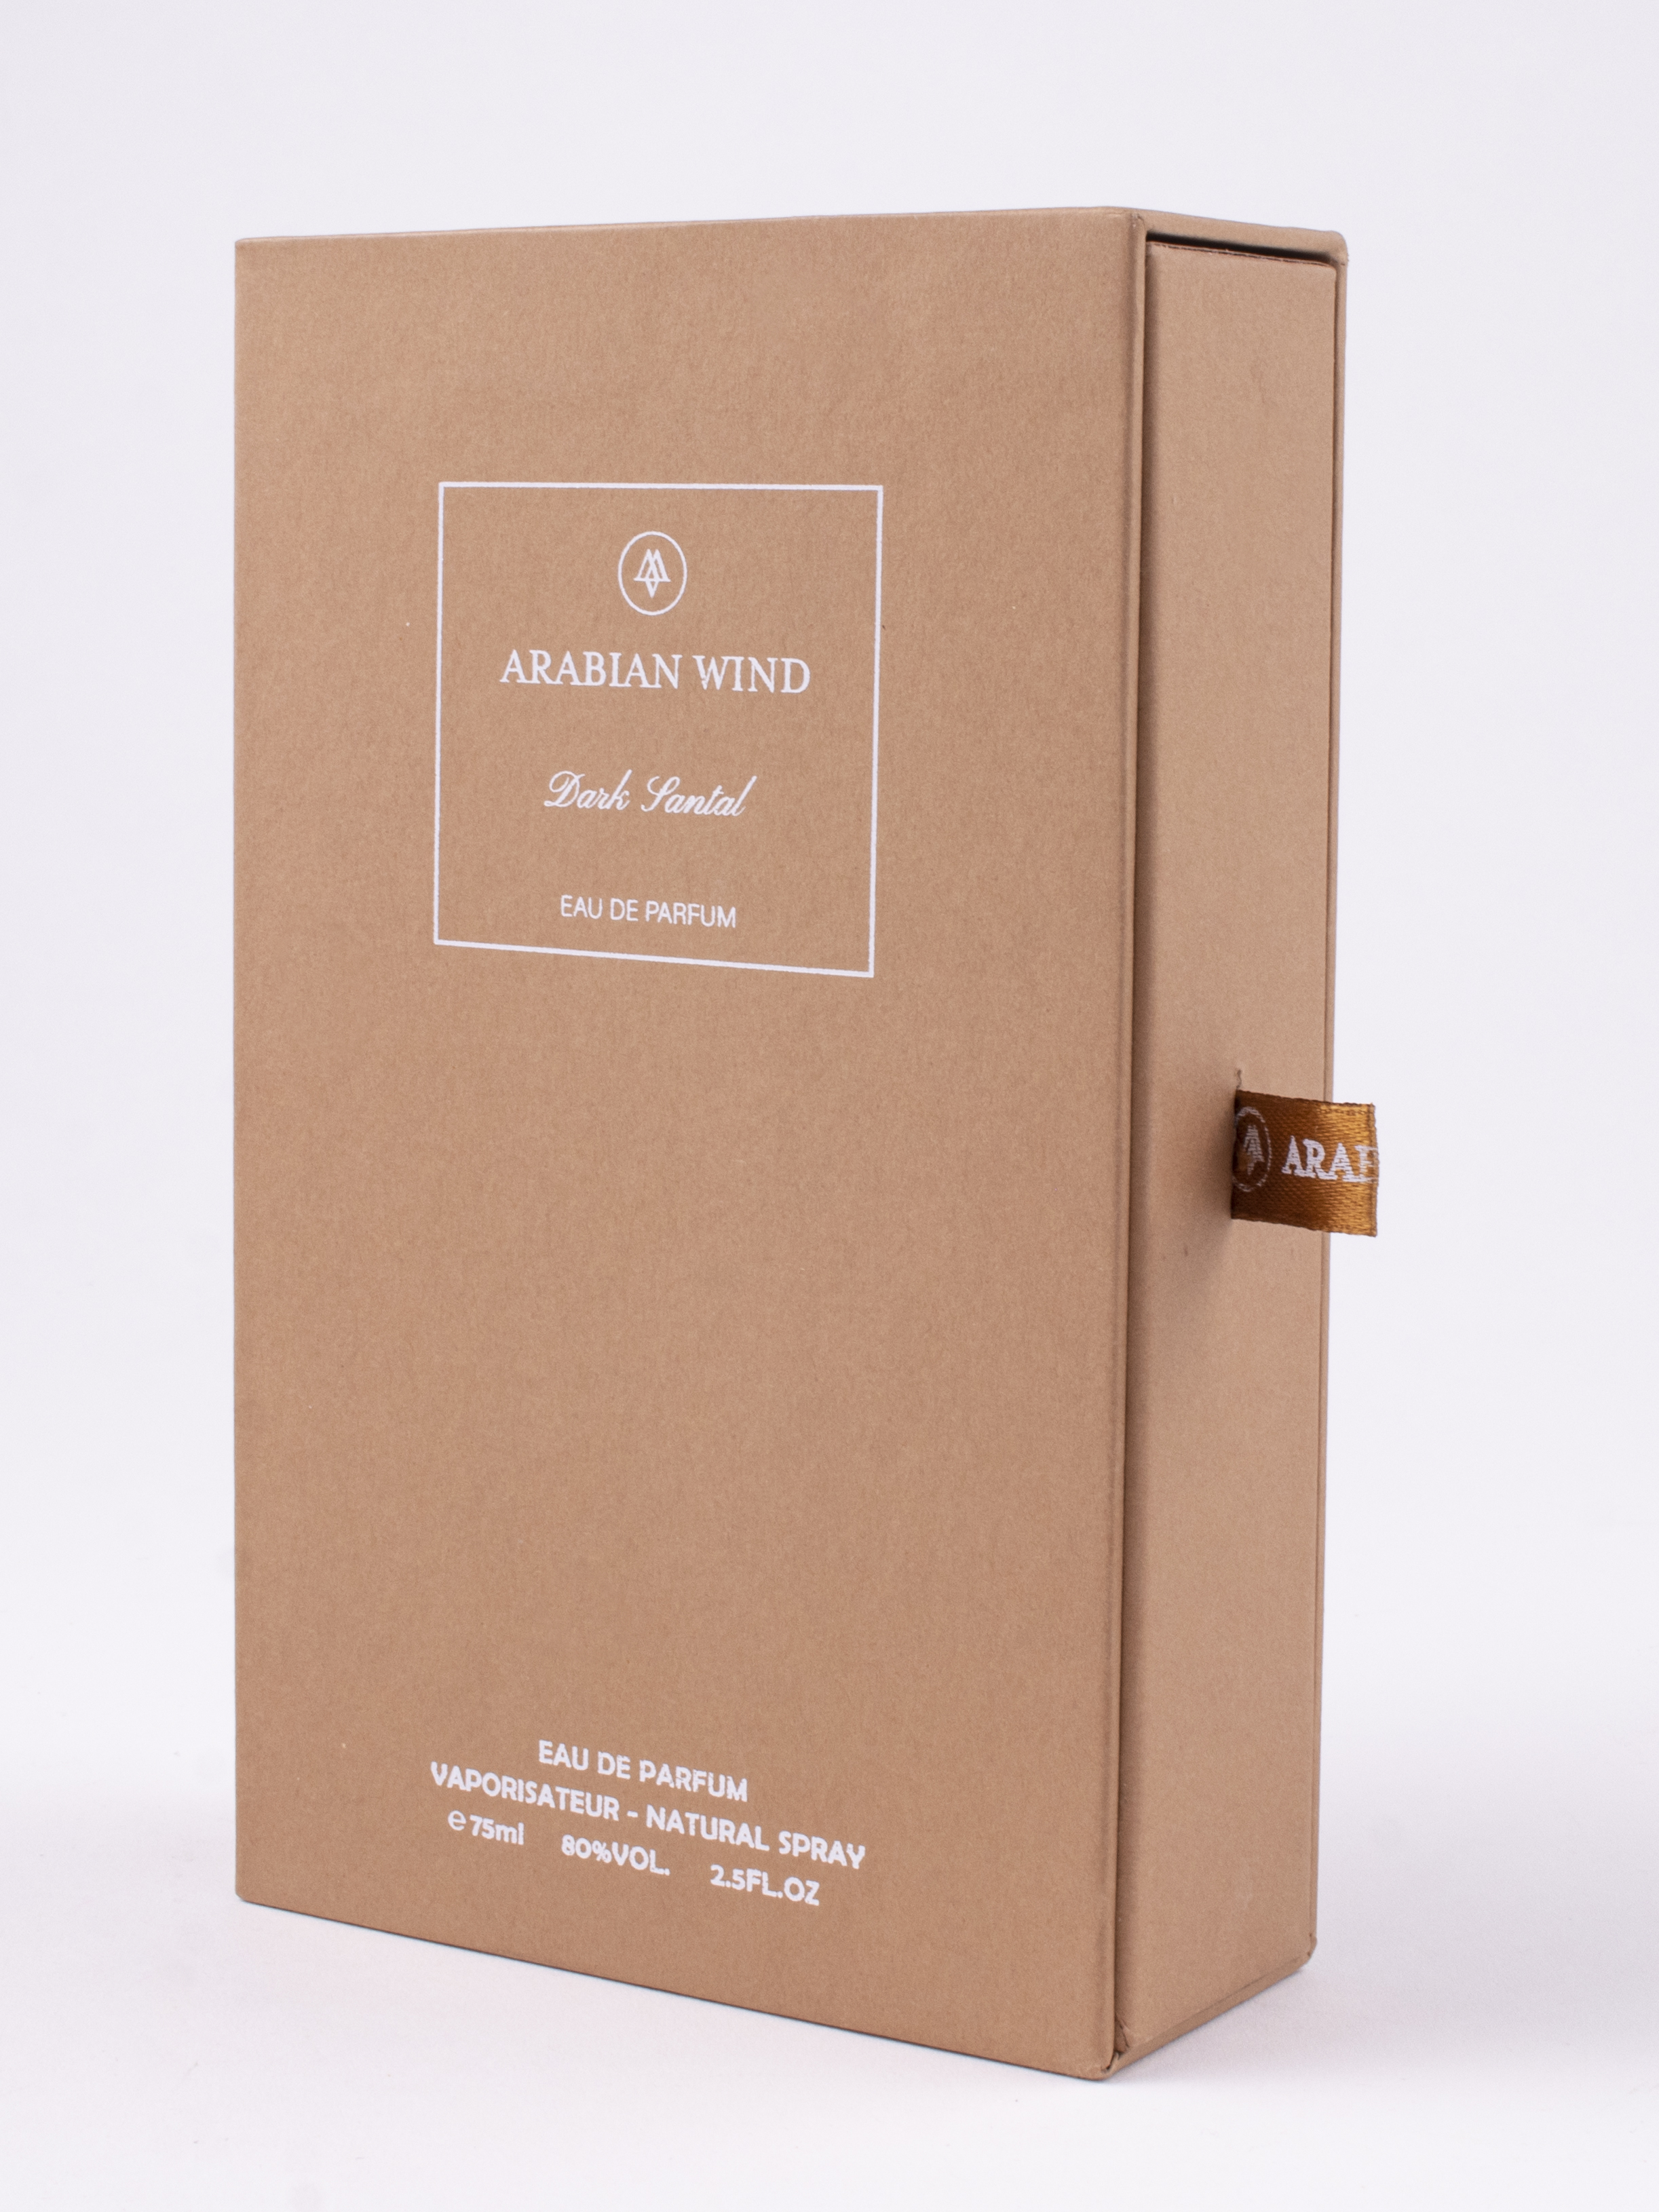 ARABIAN WIND
Dark Santal
EAU DE PARFUM
ARAB
EAU DE PARFUM
VAPORISATEUR - NATURAL SPRAY
℮75ml 80%VOL. 2.5FL.OZ